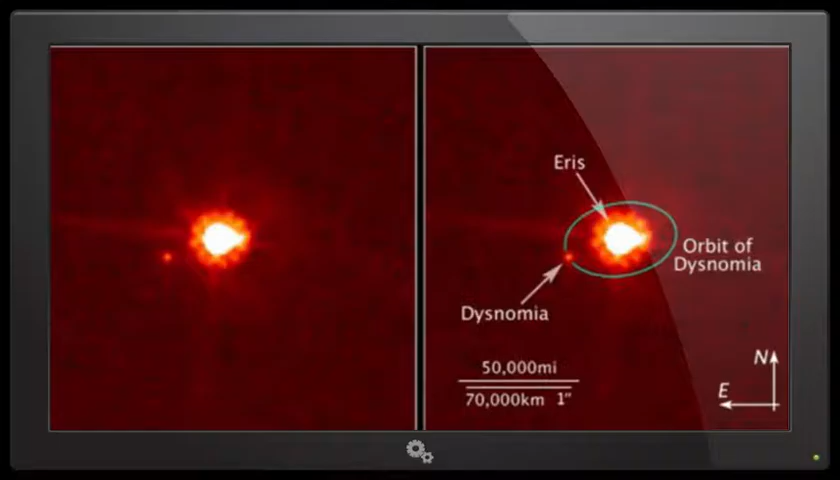 Eris
Orbit of
Dysnomia
Dysnomia
50,000mi
70,000km 1"
N
E